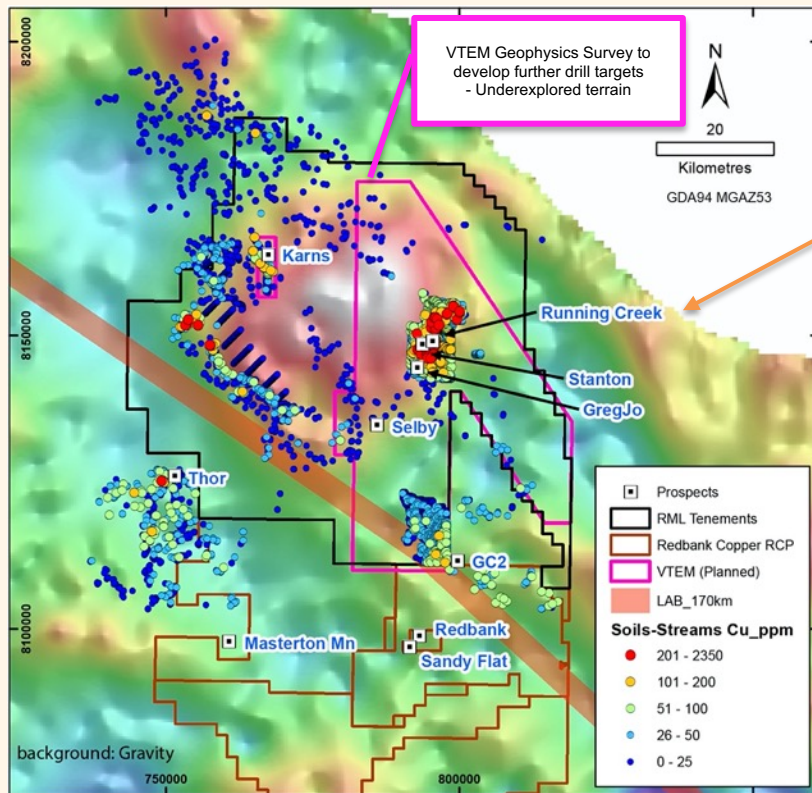 8200000
VTEM Geophysics Survey to
develop further drill targets
- Underexplored terrain
N
20
Kilometres
GDA94 MGAZ53
Karns
8150000
Running Creek
Stanton
GregJo
Selby
Thor
GC2
8100000
Redbank
Masterton Mn
Sandy Flat
Prospects
RML Tenements
Redbank Copper RCP
VTEM (Planned)
LAB_170km
Soils-Streams Cu_ppm
201 - 2350
101 - 200
51 - 100
26 - 50
0 - 25
background: Gravity
750000
800000